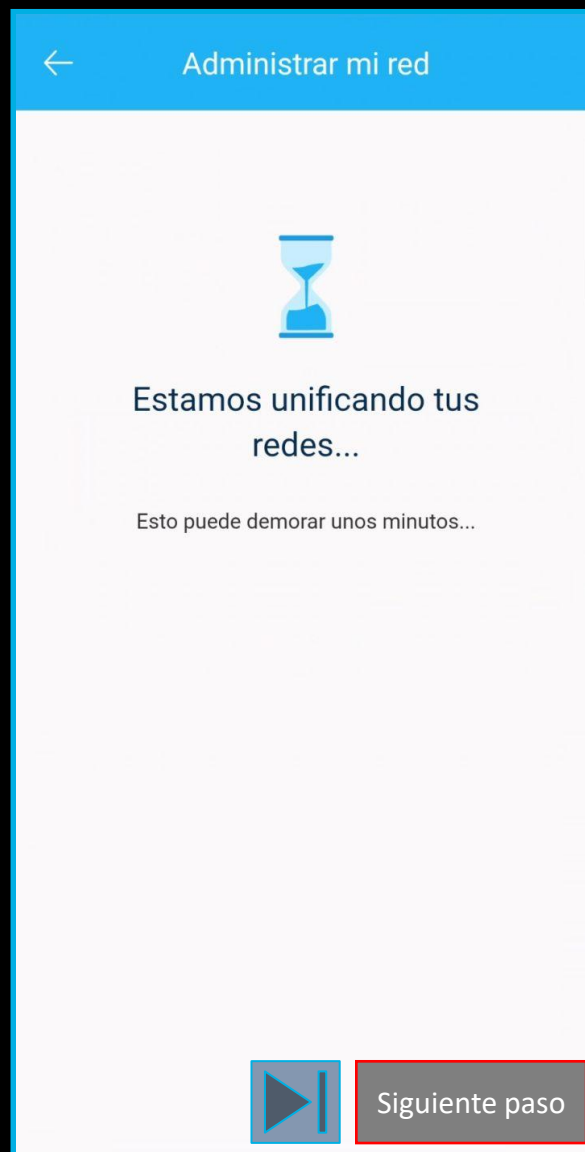 Administrar mi red
Estamos unificando tus
redes...
Esto puede demorar unos minutos...
Siguiente paso